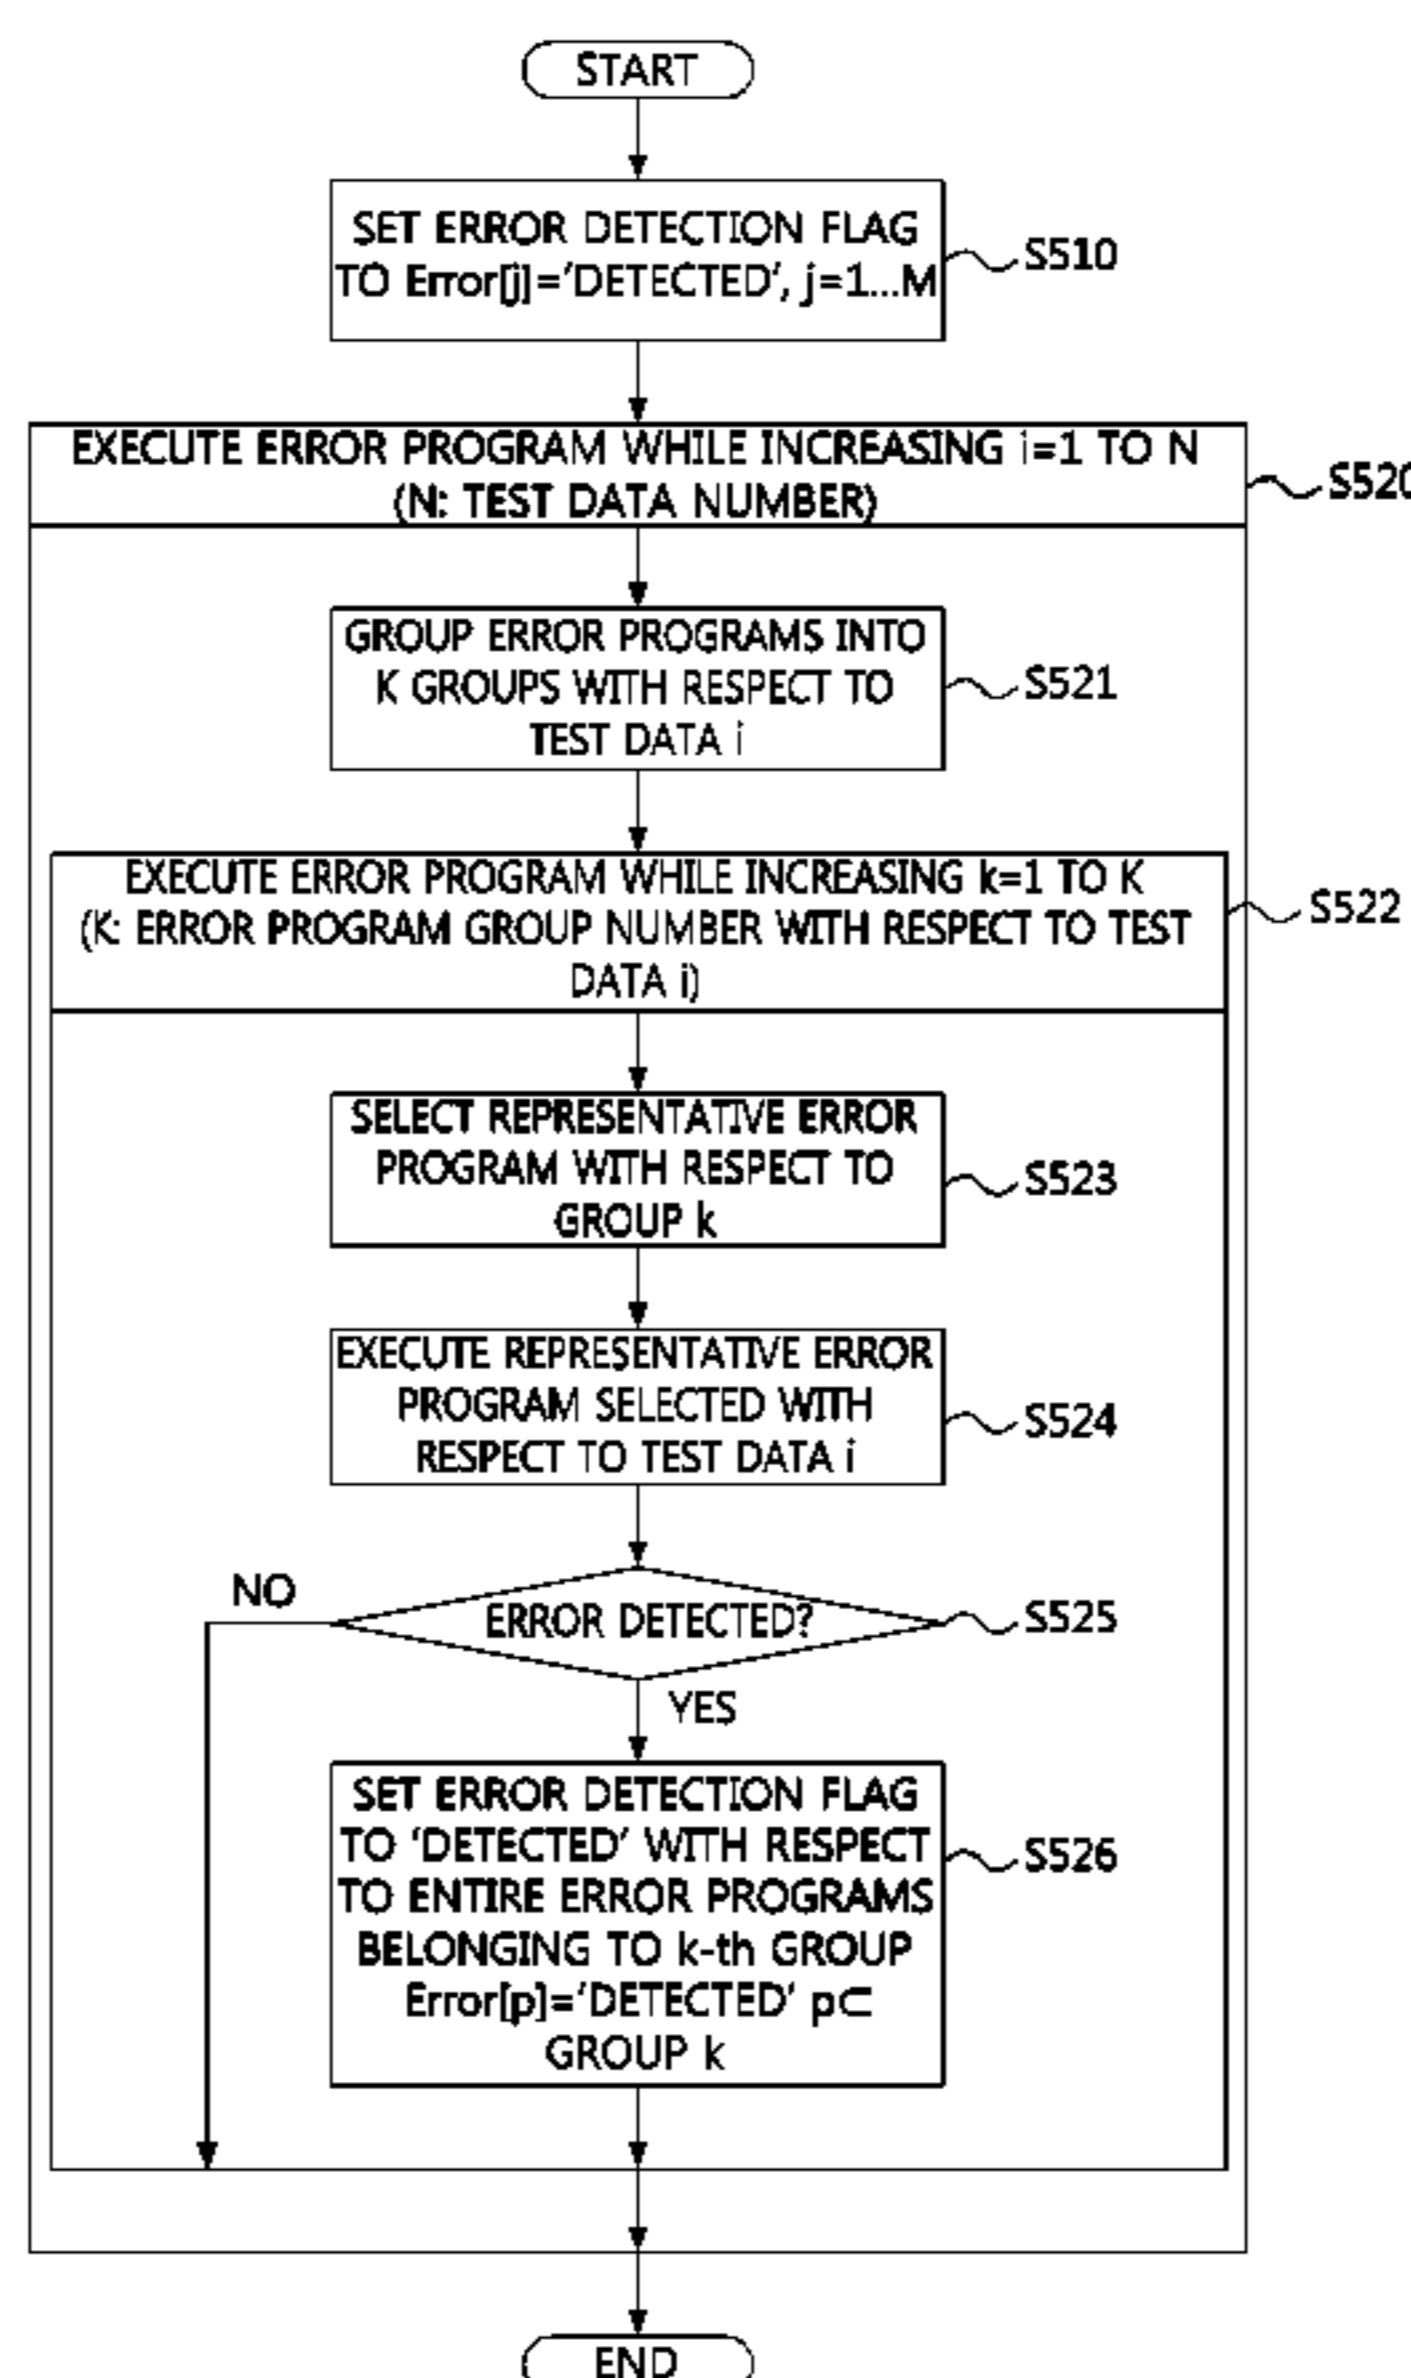 START
SET ERROR DETECTION FLAG
TO Error[j]='DETECTED', j=1...M
S510
EXECUTE ERROR PROGRAM WHILE INCREASING i=1 TO N
(N: TEST DATA NUMBER)
S520
GROUP ERROR PROGRAMS INTO
K GROUPS WITH RESPECT TO
TEST DATA i
S521
EXECUTE ERROR PROGRAM WHILE INCREASING k=1 TO K
(K: ERROR PROGRAM GROUP NUMBER WITH RESPECT TO TEST
DATA i)
S522
SELECT REPRESENTATIVE ERROR
PROGRAM WITH RESPECT TO
GROUP k
S523
EXECUTE REPRESENTATIVE ERROR
PROGRAM SELECTED WITH
RESPECT TO TEST DATA i
S524
NO
ERROR DETECTED?
S525
YES
SET ERROR DETECTION FLAG
TO 'DETECTED' WITH RESPECT
TO ENTIRE ERROR PROGRAMS
BELONGING TO k-th GROUP
Error[p]='DETECTED' p⊂
GROUP k
S526
END